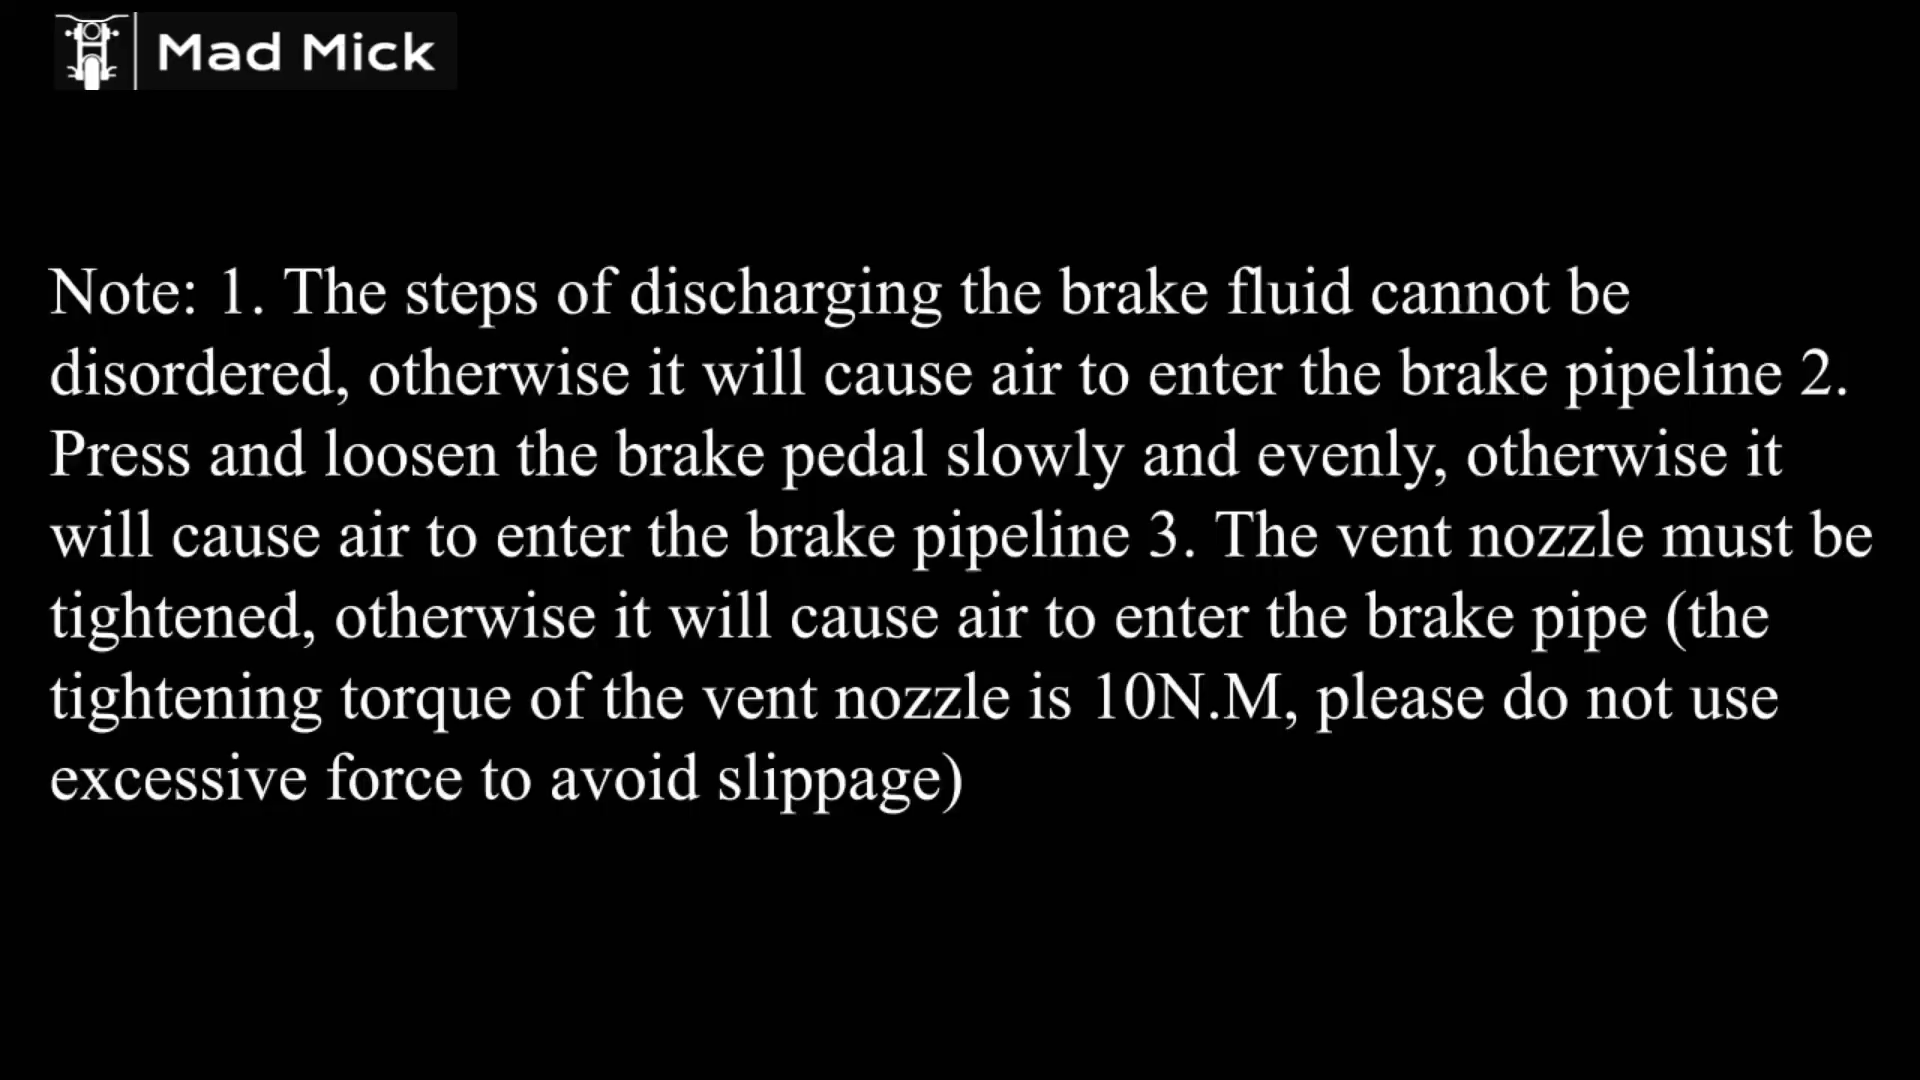 Mad Mick
Note: 1. The steps of discharging the brake fluid cannot be
disordered, otherwise it will cause air to enter the brake pipeline 2.
Press and loosen the brake pedal slowly and evenly, otherwise it
will cause air to enter the brake pipeline 3. The vent nozzle must be
tightened, otherwise it will cause air to enter the brake pipe (the
tightening torque of the vent nozzle is 10N.M, please do not use
excessive force to avoid slippage)